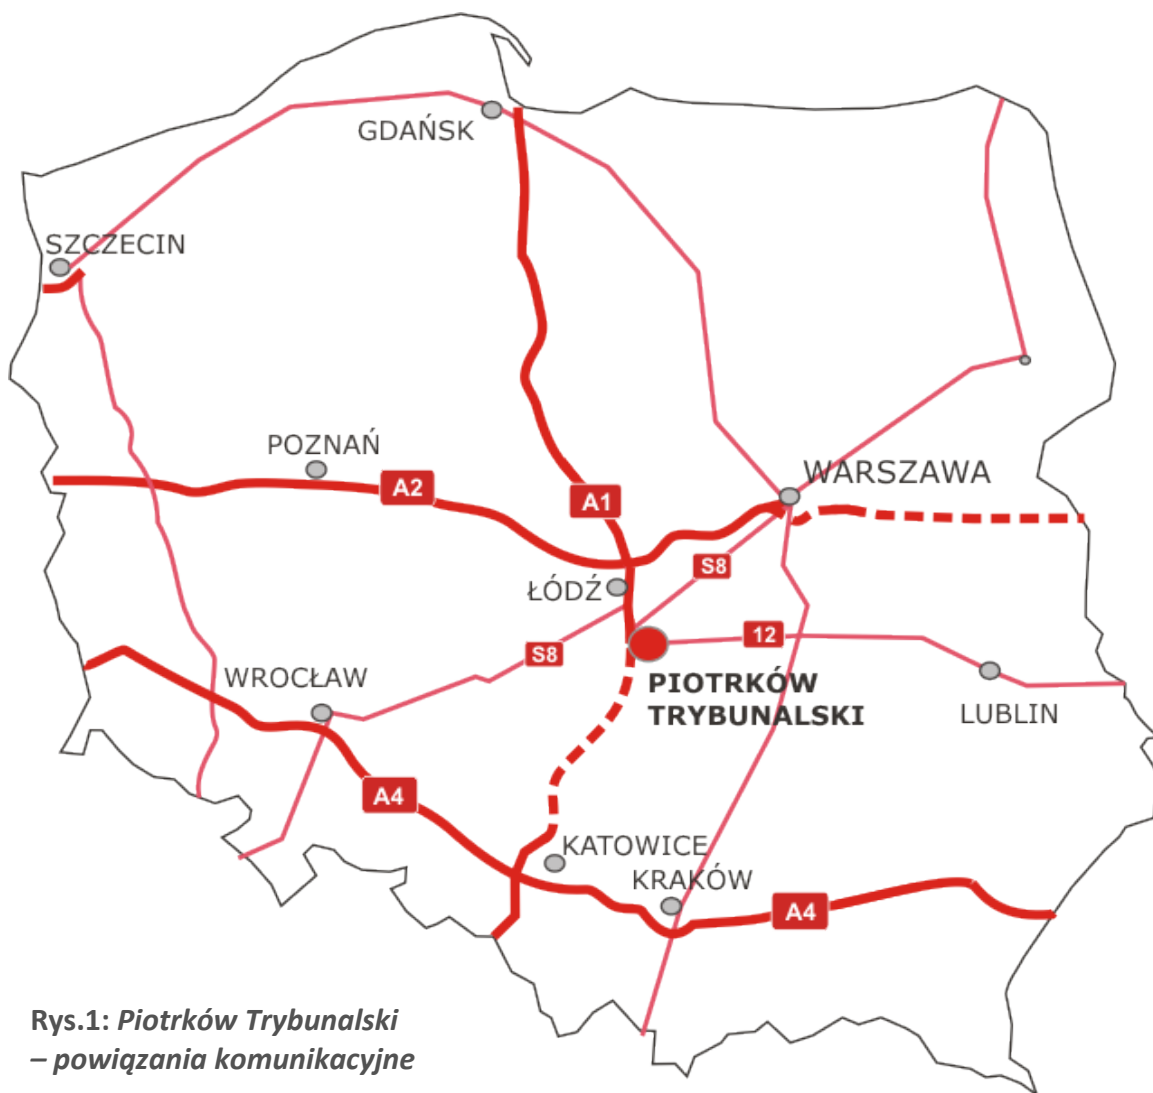 GDAŃSK
SZCZECIN
POZNAŃ
WARSZAWA
A2
A1
S8
ŁÓDŹ
12
S8
WROCŁAW
PIOTRKÓW
TRYBUNALSKI
LUBLIN
A4
KATOWICE
KRAKÓW
A4
Rys.1: Piotrków Trybunalski
– powiązania komunikacyjne